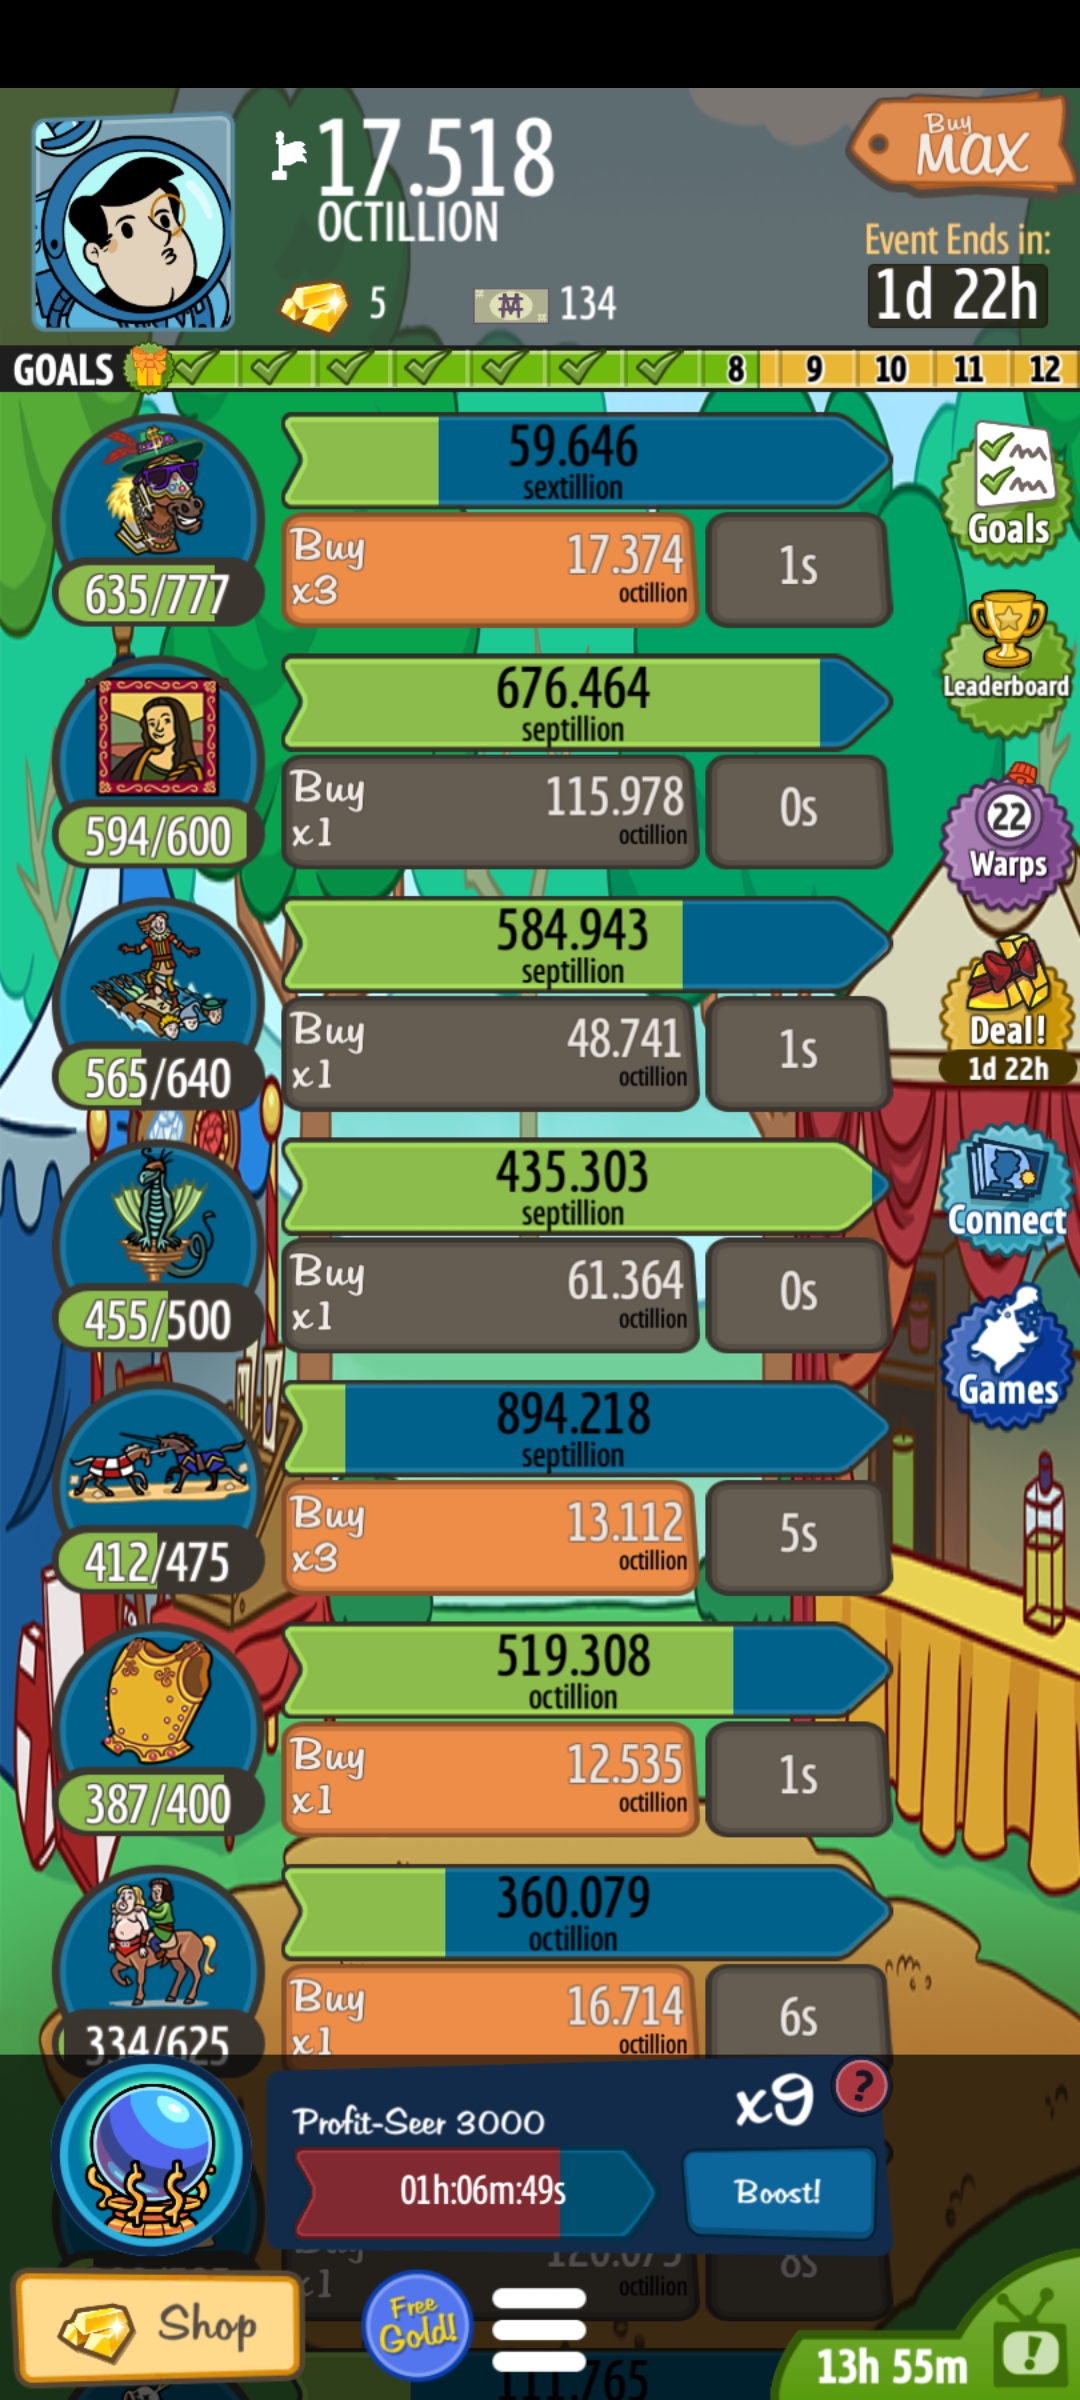 17.518
OCTILLION
Buy
MAX
Event Ends in:
5
134
1d 22h
GOALS
8
9
10
11
12
59.646
sextillion
Buy
x3
17.374
octillion
1s
635/777
Goals
Leaderboard
676.464
septillion
Buy
x1
115.978
octillion
0s
594/600
22
Warps
584.943
septillion
Buy
x1
48.741
octillion
1s
565/640
Deal!
1d 22h
435.303
septillion
Buy
x1
61.364
octillion
0s
455/500
Connect
Games
894.218
septillion
Buy
x3
13.112
octillion
5s
412/475
519.308
octillion
Buy
x1
12.535
octillion
1s
387/400
360.079
octillion
Buy
x1
16.714
octillion
6s
334/625
Profit-Seer 3000
x9
?
01h:06m:49s
Boost!
x1
octillion
8s
Shop
Free
Gold!
13h 55m
!